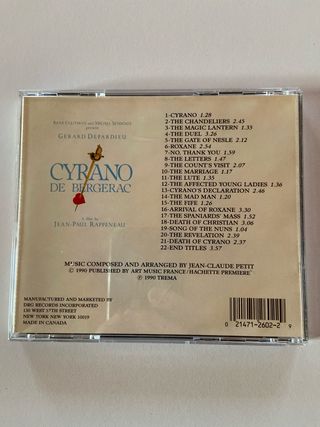 RENE CLEITMAN AND MICHEL SEYDOUX
present
GERARD DEPARDIEU
CYRANO
DE BERGERAC
a film by
JEAN-PAUL RAPPENEAU
1-CYRANO 1.28
2-THE CHANDELIERS 2.45
3-THE MAGIC LANTERN 1.35
4-THE DUEL 3.26
5-THE GATE OF NESLE 2.12
6-ROXANE 2.54
7-NO, THANK YOU 1.59
8-THE LETTERS 1.47
9-THE COUNT'S VISIT 2.07
10-THE MARRIAGE 1.17
11-THE LUTE 1.35
12-THE AFFECTED YOUNG LADIES 1.36
13-CYRANO'S DECLARATION 2.46
14-THE MAD MAN 1.20
15-THE FIFE 1.26
16-ARRIVAL OF ROXANE 3.30
17-THE SPANIARDS' MASS 1.52
18-DEATH OF CHRISTIAN 3.06
19-SONG OF THE NUNS 1.04
20-THE REVELATION 2.39
21-DEATH OF CYRANO 2.37
22-END TITLES 3.37
MUSIC COMPOSED AND ARRANGED BY JEAN-CLAUDE PETIT
© 1990 PUBLISHED BY ART MUSIC FRANCE/HACHETTE PREMIERE
℗ 1990 TREMA
MANUFACTURED AND MARKETED BY
DRG RECORDS INCORPORATED
130 WEST 57TH STREET
NEW YORK NEW YORK 10019
MADE IN CANADA
0 21471-2602-2 9